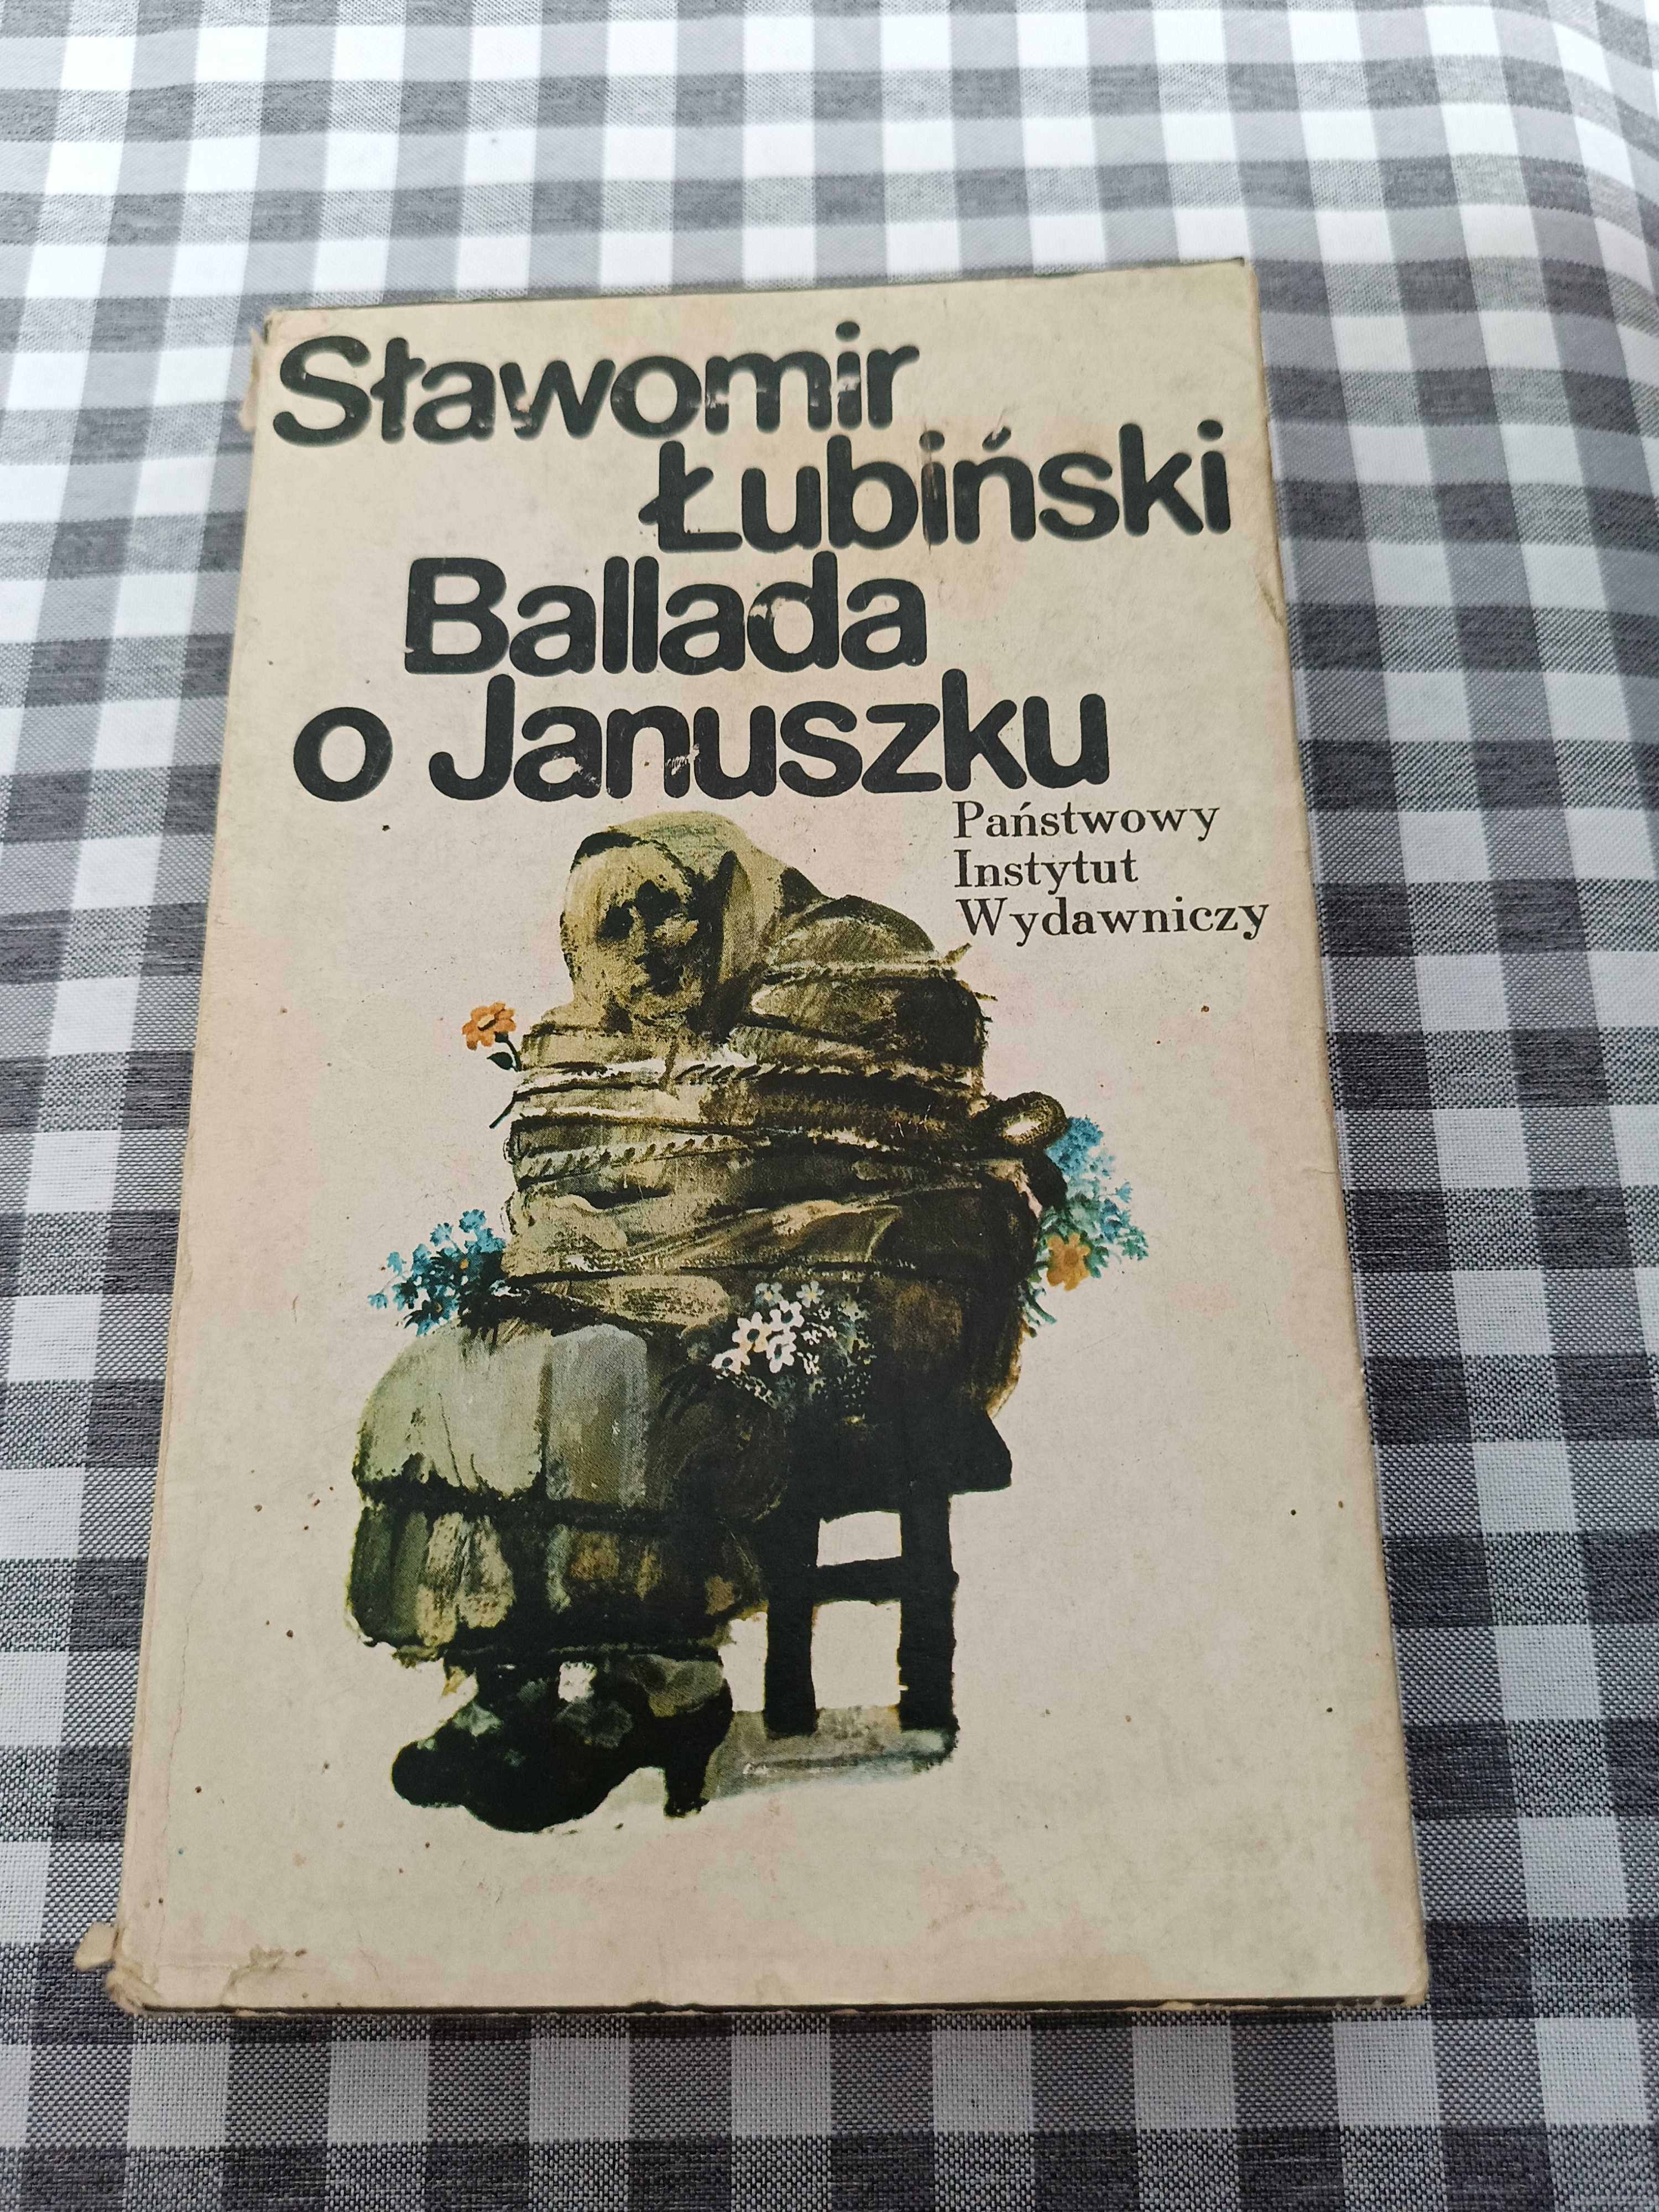 Sławomir
Łubiński
Ballada
o Januszku
Państwowy
Instytut
Wydawniczy